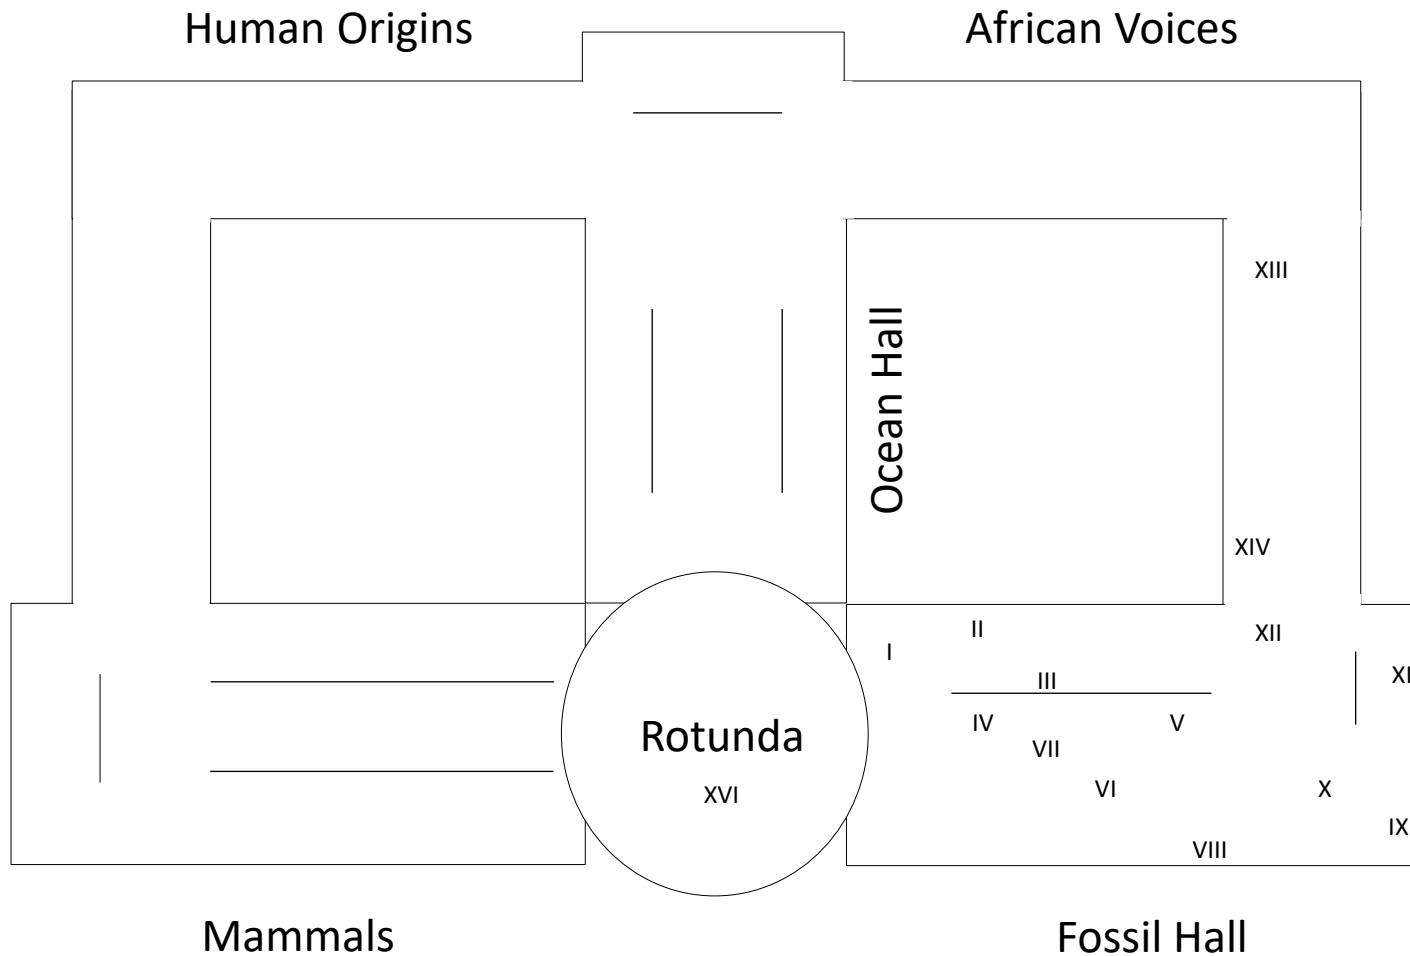 Human Origins
African Voices
XIII
Ocean Hall
XIV
II
XII
I
XI
III
IV
V
Rotunda
VII
XVI
VI
X
IX
VIII
Mammals
Fossil Hall